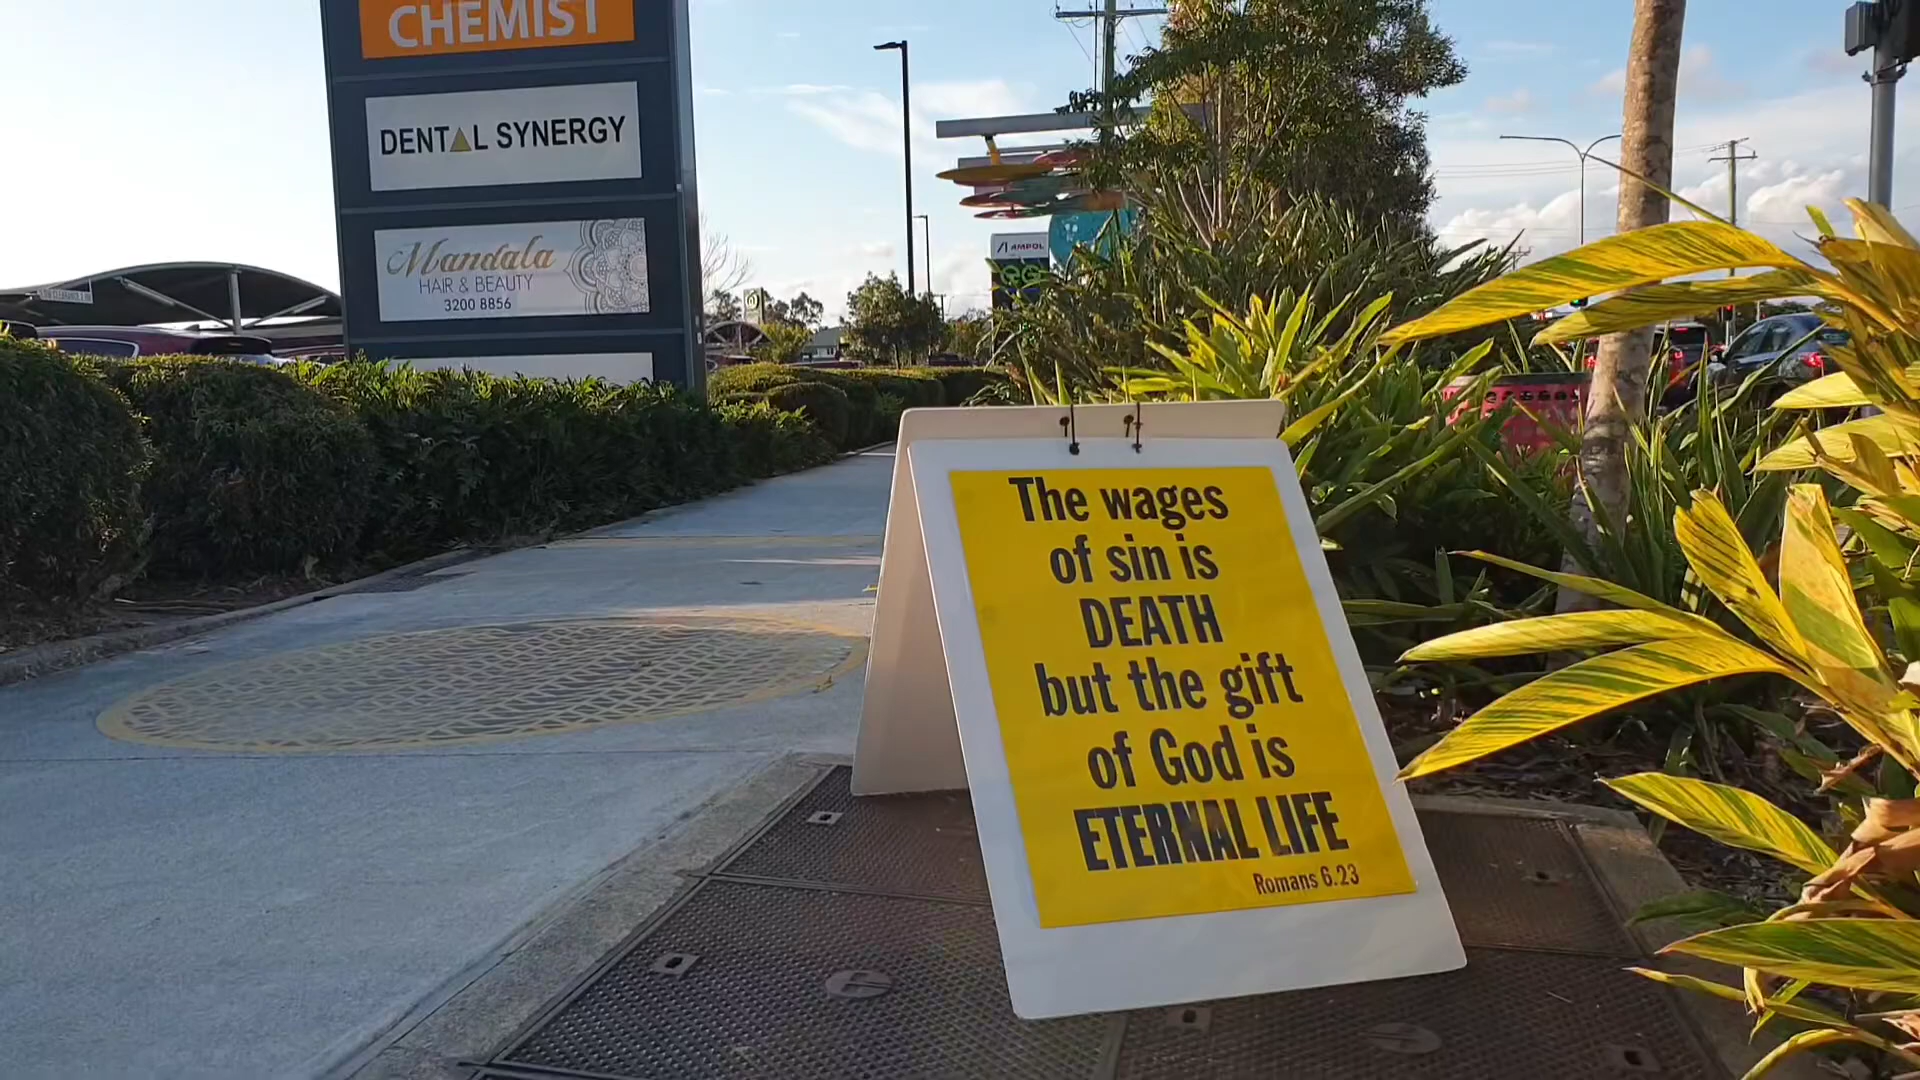 CHEMIST
DENTAL SYNERGY
Mandala
HAIR & BEAUTY
3200 8856
AMPOL
The wages
of sin is
DEATH
but the gift
of God is
ETERNAL LIFE
Romans 6.23